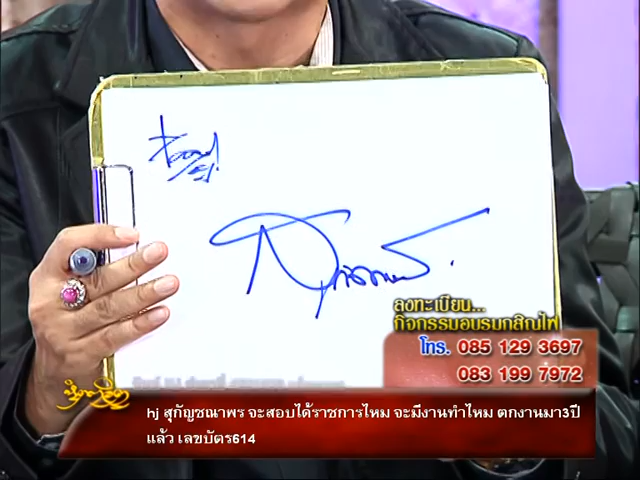 ลงทะเบียน...
กิจกรรมอบรมกสิณไฟ
โทร. 085 129 3697
083 199 7972
hj สุกัญชณาพร จะสอบได้ราชการไหม จะมีงานทำไหม ตกงานมา3ปี
แล้ว เลขบัตร614